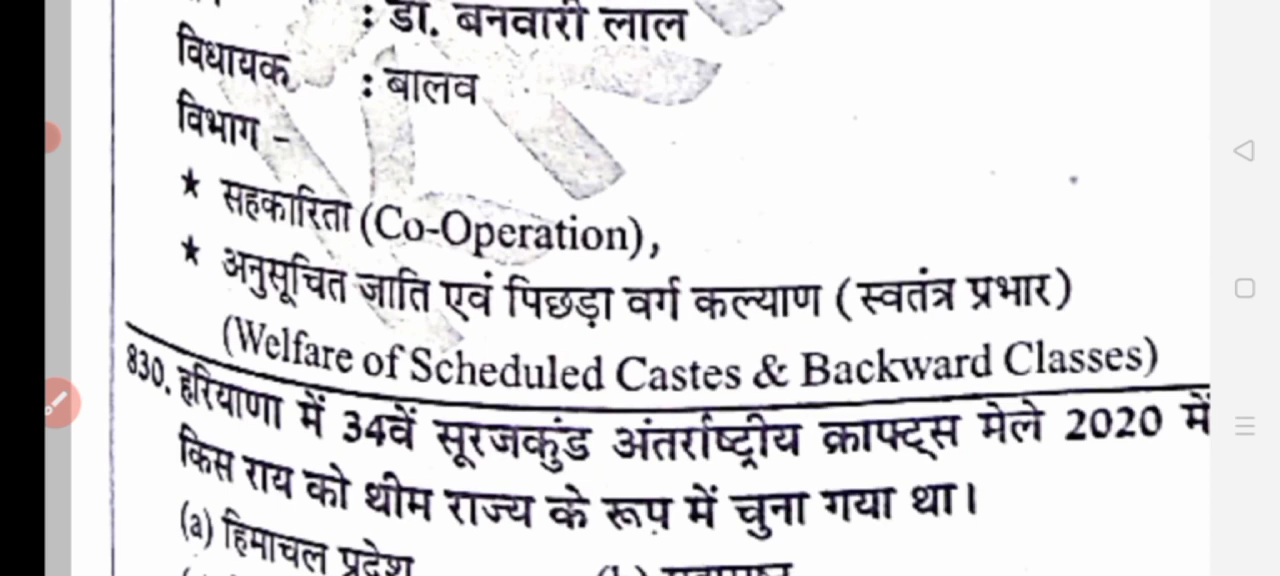 : डॉ. बनवारी लाल
विधायक : बालव
विभाग -
★ सहकारिता (Co-Operation),
★ अनुसूचित जाति एवं पिछड़ा वर्ग कल्याण (स्वतंत्र प्रभार)
(Welfare of Scheduled Castes & Backward Classes)
830. हरियाणा में 34वें सूरजकुंड अंतर्राष्ट्रीय क्राफ्ट्स मेले 2020 में
किस राय को थीम राज्य के रूप में चुना गया था।
(a) हिमाचल प्रदेश